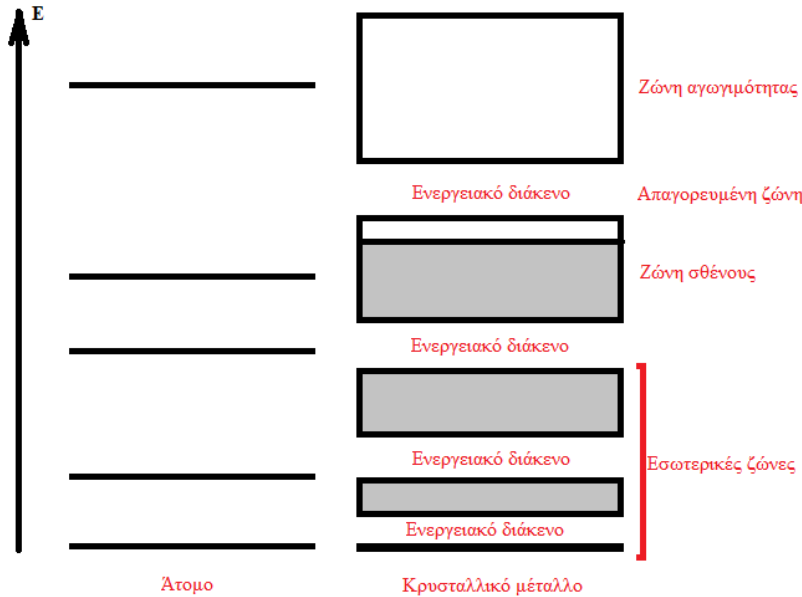 E
Ζώνη αγωγιμότητας
Ενεργειακό διάκενο
Απαγορευμένη ζώνη
Ζώνη σθένους
Ενεργειακό διάκενο
Ενεργειακό διάκενο
Εσωτερικές ζώνες
Ενεργειακό διάκενο
Άτομο
Κρυσταλλικό μέταλλο